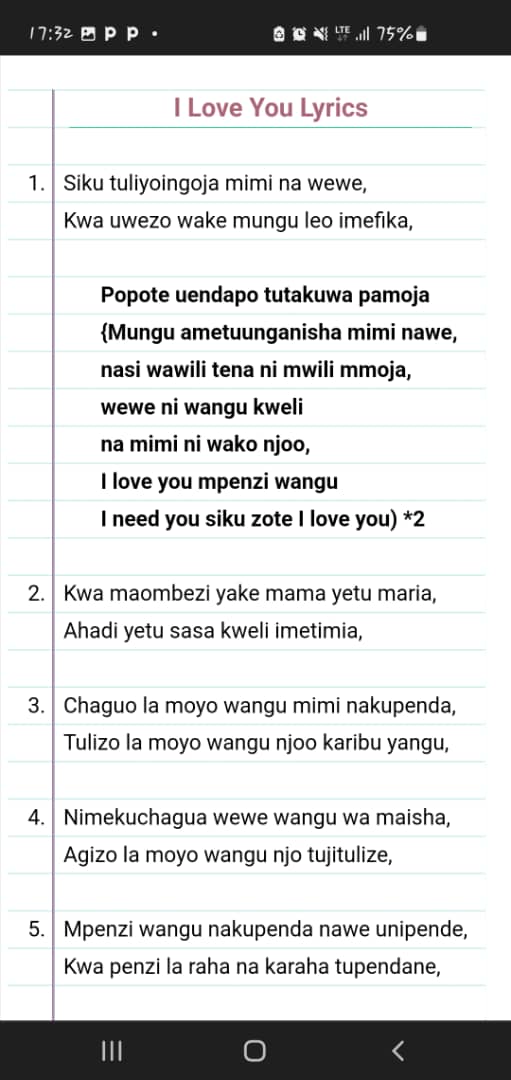 17:32 P P • LTE 75%
I Love You Lyrics
1. Siku tuliyoingoja mimi na wewe,
Kwa uwezo wake mungu leo imefika,
Popote uendapo tutakuwa pamoja
{Mungu ametuunganisha mimi nawe,
nasi wawili tena ni mwili mmoja,
wewe ni wangu kweli
na mimi ni wako njoo,
I love you mpenzi wangu
I need you siku zote I love you) *2
2. Kwa maombezi yake mama yetu maria,
Ahadi yetu sasa kweli imetimia,
3. Chaguo la moyo wangu mimi nakupenda,
Tulizo la moyo wangu njoo karibu yangu,
4. Nimekuchagua wewe wangu wa maisha,
Agizo la moyo wangu njo tujitulize,
5. Mpenzi wangu nakupenda nawe unipende,
Kwa penzi la raha na karaha tupendane,